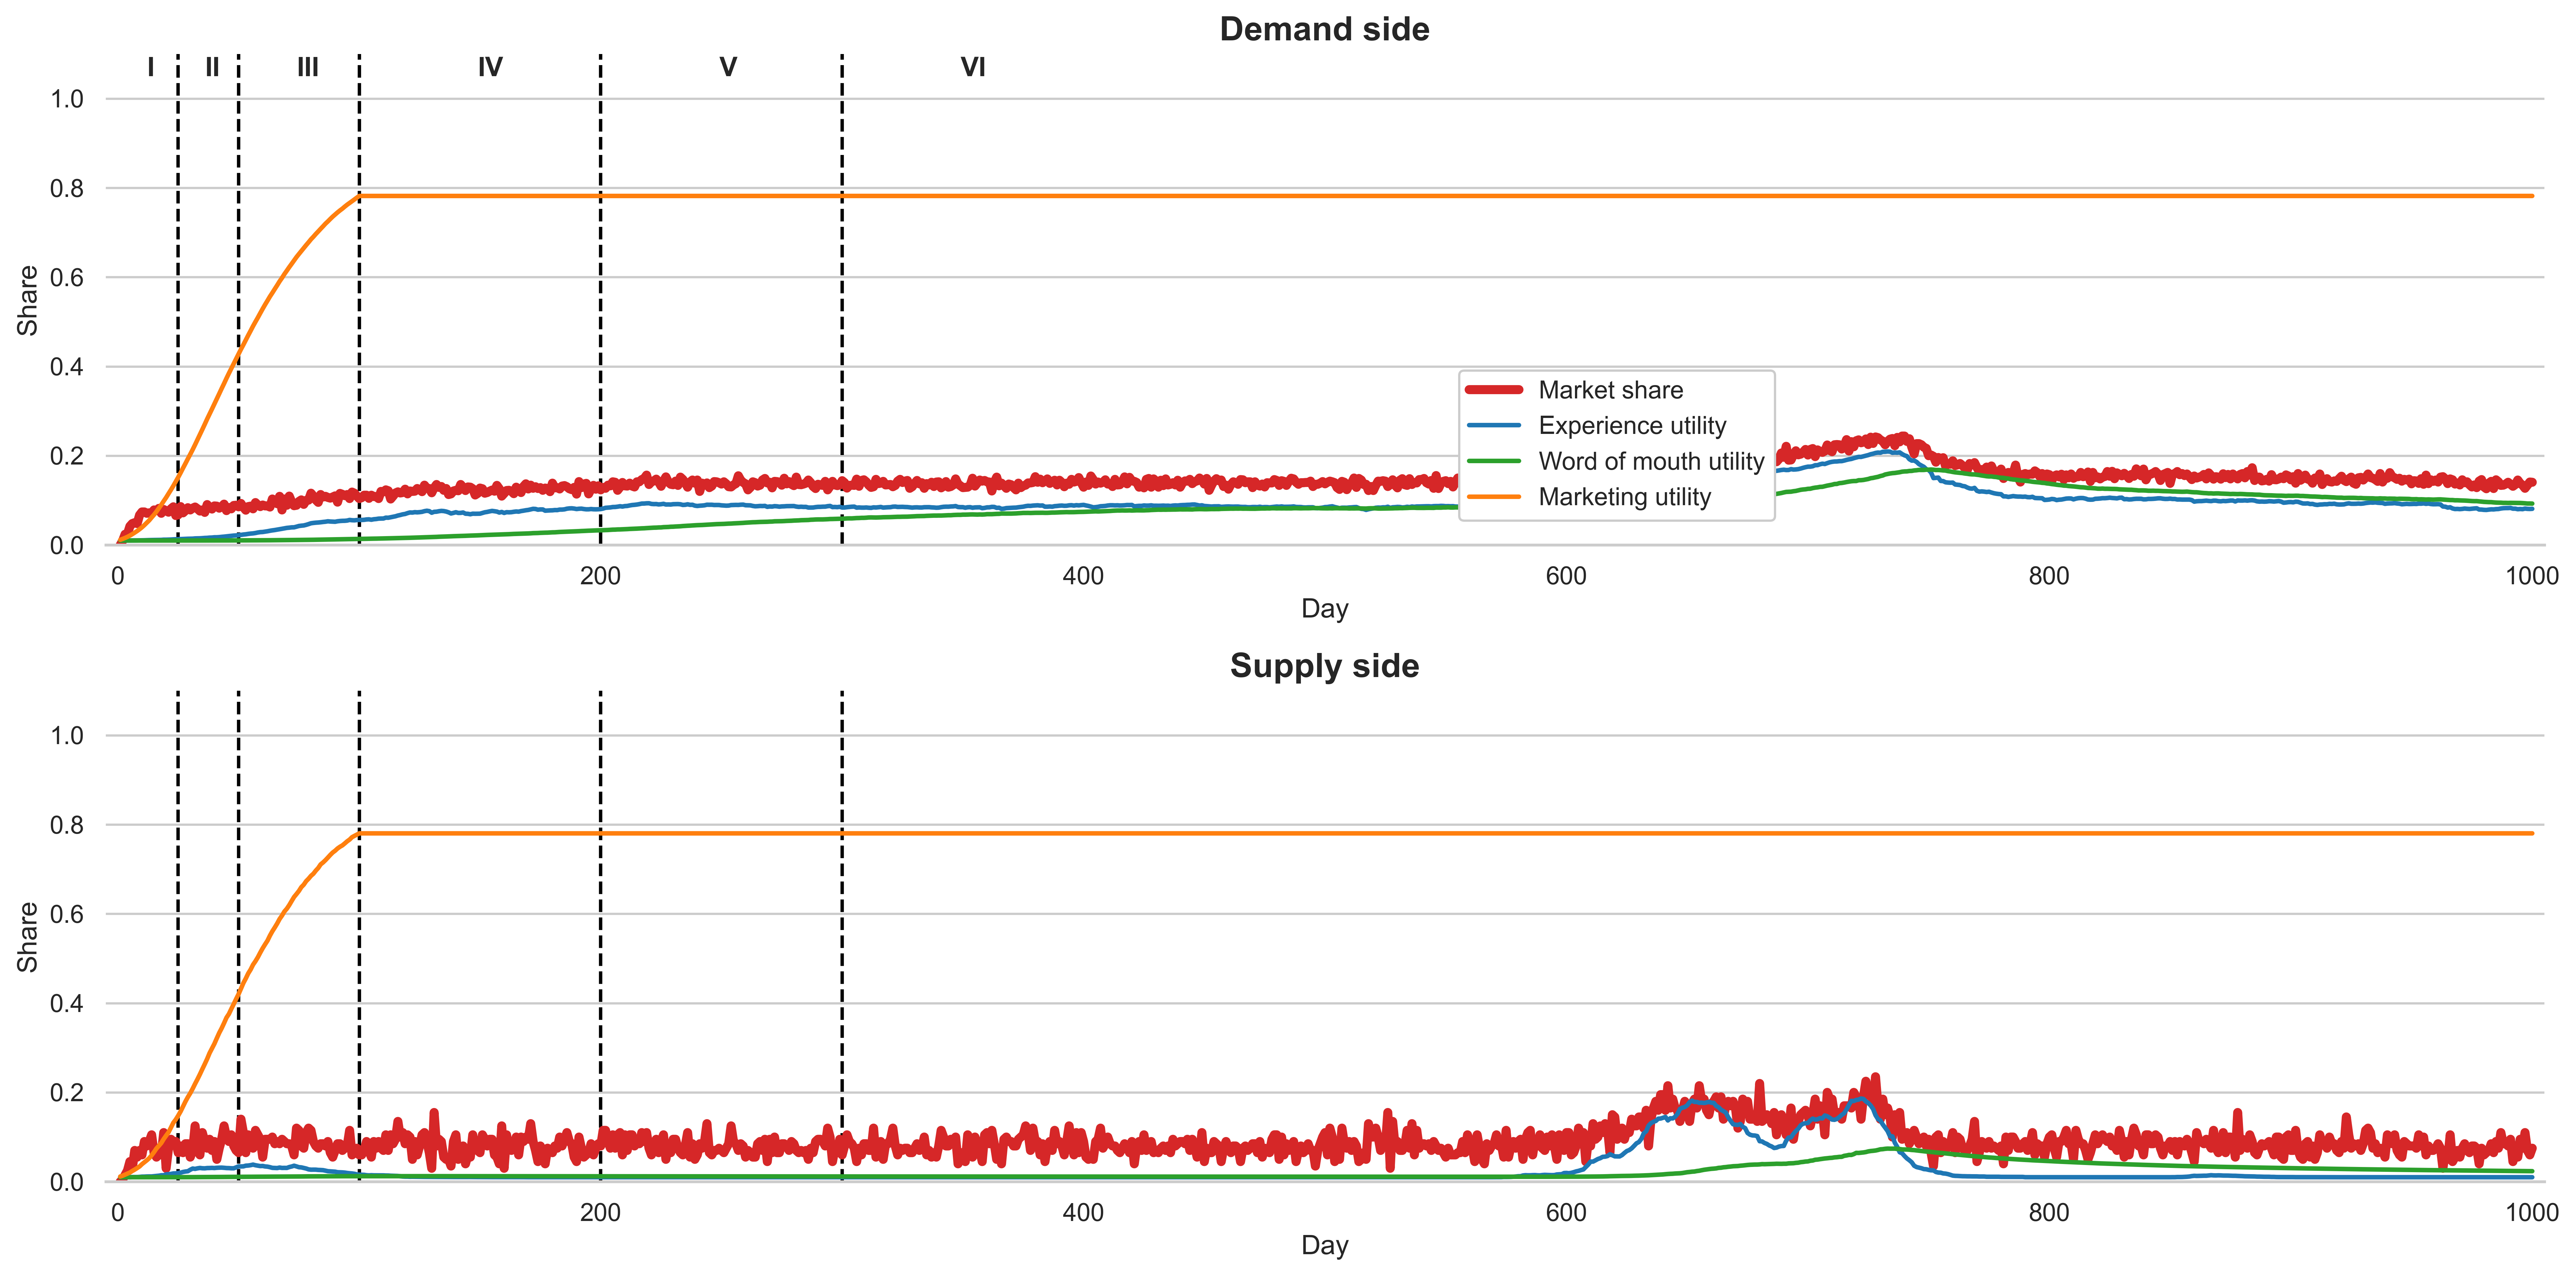 Demand side
I II III IV V VI
1.0
0.8
0.6
0.4
0.2
0.0
Share
Market share
Experience utility
Word of mouth utility
Marketing utility
0 200 400 600 800 1000
Day
Supply side
1.0
0.8
0.6
0.4
0.2
0.0
Share
0 200 400 600 800 1000
Day